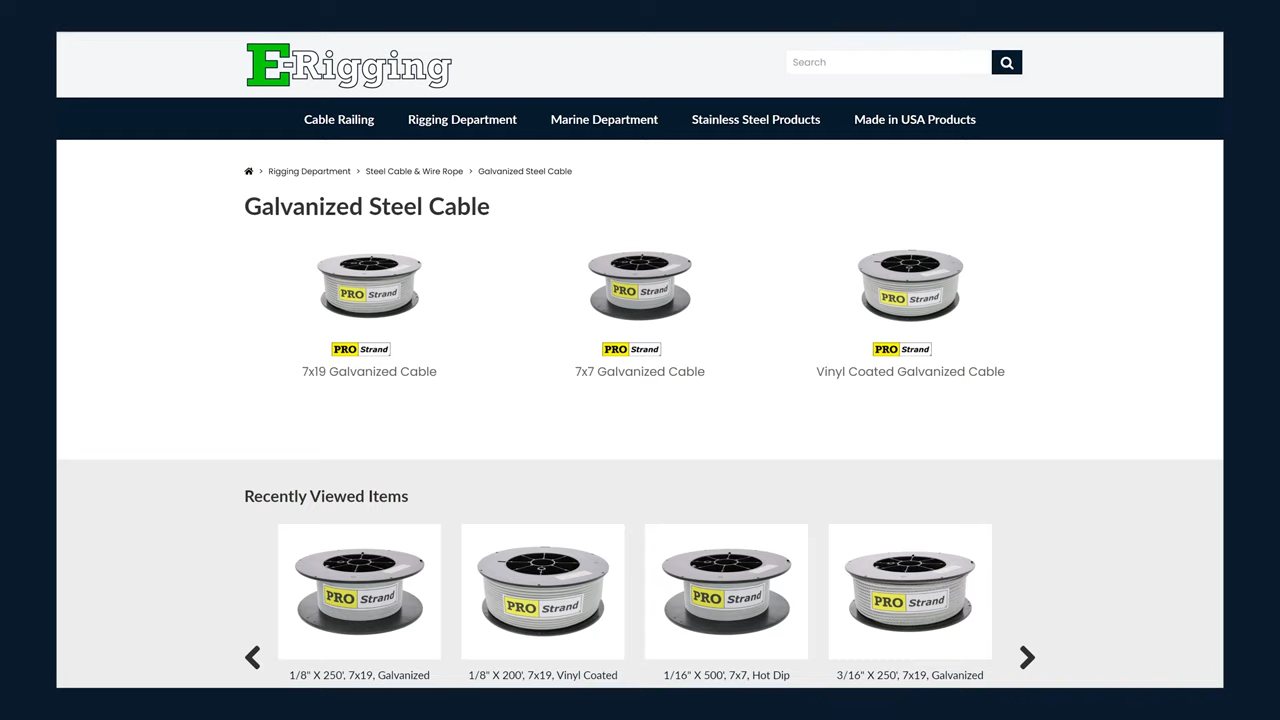 E-Rigging
Search
Cable Railing
Rigging Department
Marine Department
Stainless Steel Products
Made in USA Products
Rigging Department > Steel Cable & Wire Rope > Galvanized Steel Cable
Galvanized Steel Cable
PRO Strand
PRO Strand
PRO Strand
PRO Strand
PRO Strand
PRO Strand
7x19 Galvanized Cable
7x7 Galvanized Cable
Vinyl Coated Galvanized Cable
Recently Viewed Items
PRO Strand
PRO Strand
PRO Strand
PRO Strand
1/8" X 250', 7x19, Galvanized
1/8" X 200', 7x19, Vinyl Coated
1/16" X 500', 7x7, Hot Dip
3/16" X 250', 7x19, Galvanized